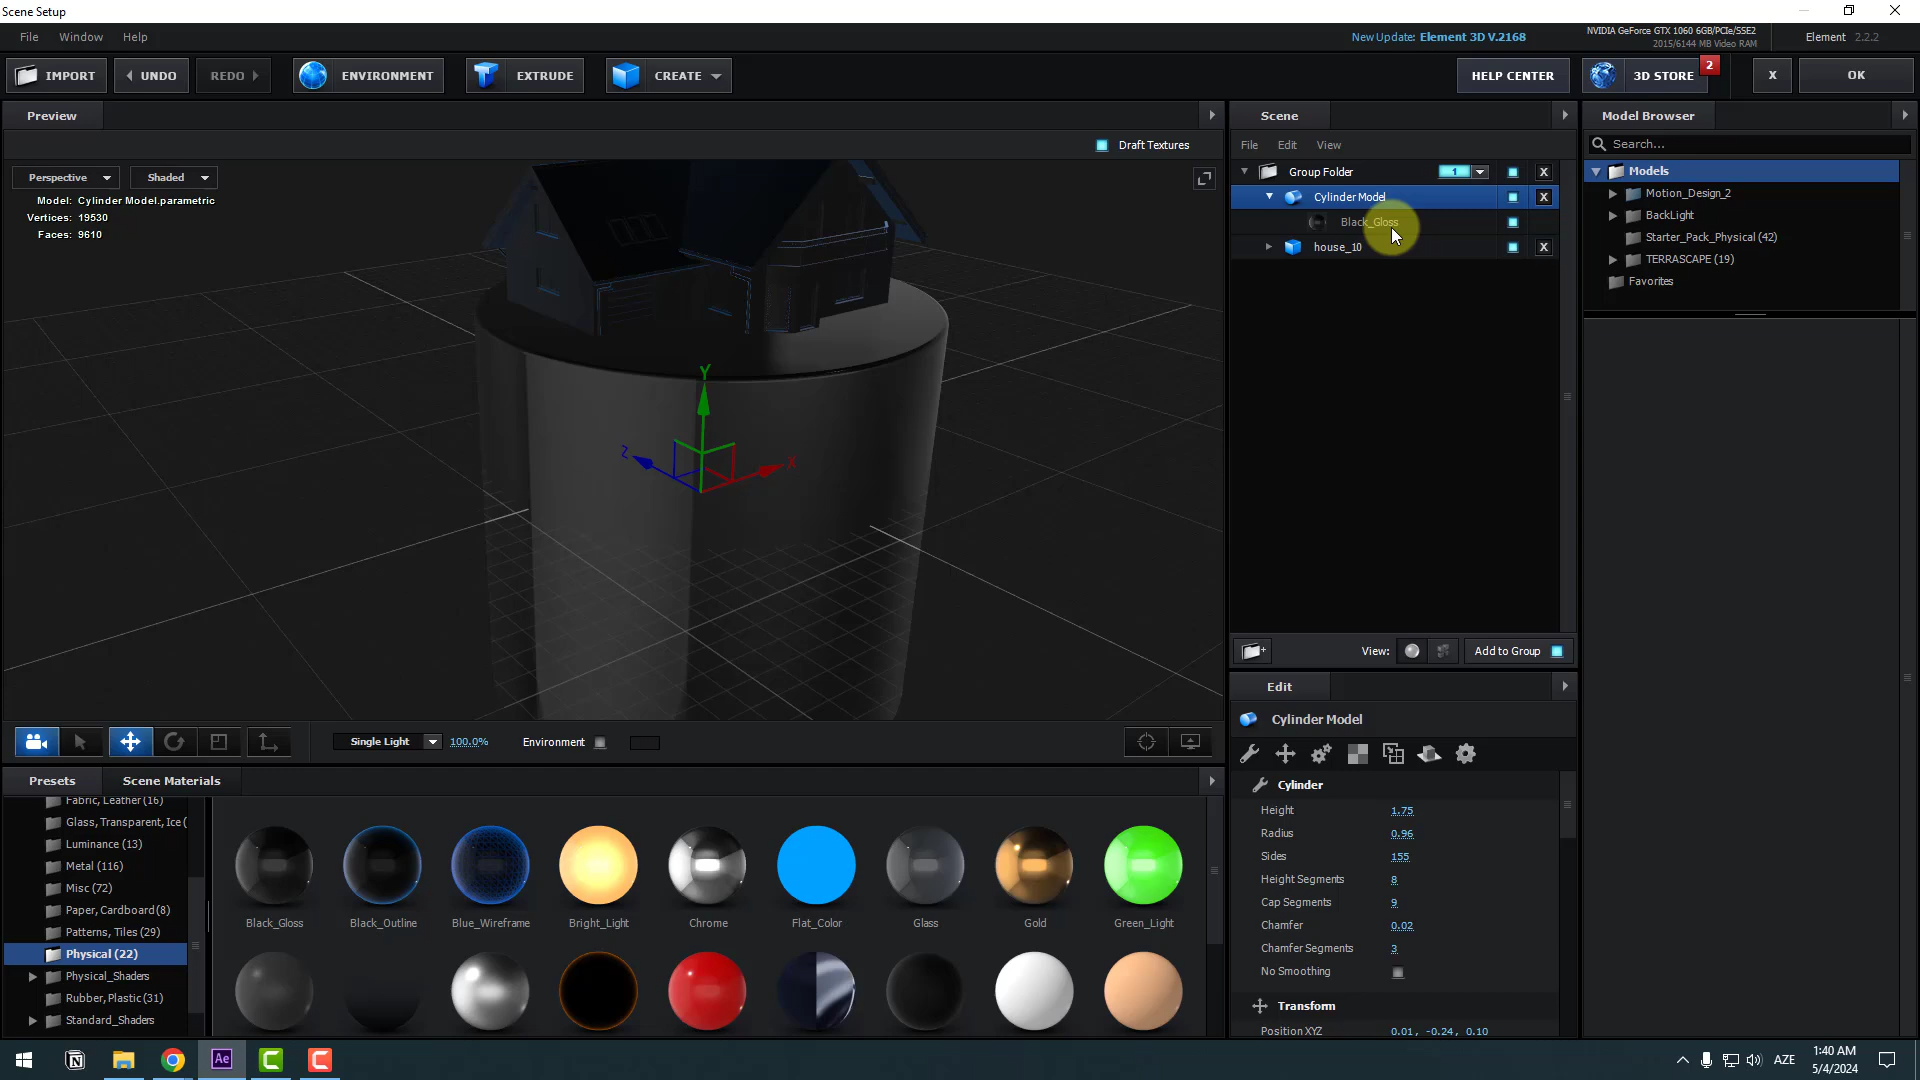 Scene Setup
File Window Help
New Update: Element 3D V.2168
NVIDIA GeForce GTX 1060 6GB/PCIe/SSE2
2015/6144 MB Video RAM
Element 2.2.2
IMPORT UNDO REDO ENVIRONMENT EXTRUDE CREATE HELP CENTER 3D STORE 2 X OK
Preview
Draft Textures
Perspective Shaded
Model: Cylinder Model.parametric
Vertices: 19530
Faces: 9610
Y
Z
X
Scene
File Edit View
Group Folder 1 X
Cylinder Model X
Black_Gloss
house_10 X
View: Add to Group
Model Browser
Search...
Models
Motion_Design_2
BackLight
Starter_Pack_Physical (42)
TERRASCAPE (19)
Favorites
Single Light 100.0% Environment
Presets Scene Materials
Fabric, Leather (16)
Glass, Transparent, Ice (
Luminance (13)
Metal (116)
Misc (72)
Paper, Cardboard (8)
Patterns, Tiles (29)
Physical (22)
Physical_Shaders
Rubber, Plastic (31)
Standard_Shaders
Black_Gloss Black_Outline Blue_Wireframe Bright_Light Chrome Flat_Color Glass Gold Green_Light
Edit
Cylinder Model
Cylinder
Height 1.75
Radius 0.96
Sides 155
Height Segments 8
Cap Segments 9
Chamfer 0.02
Chamfer Segments 3
No Smoothing
Transform
Position XYZ 0.01, -0.24, 0.10
Ae
AZE
1:40 AM
5/4/2024